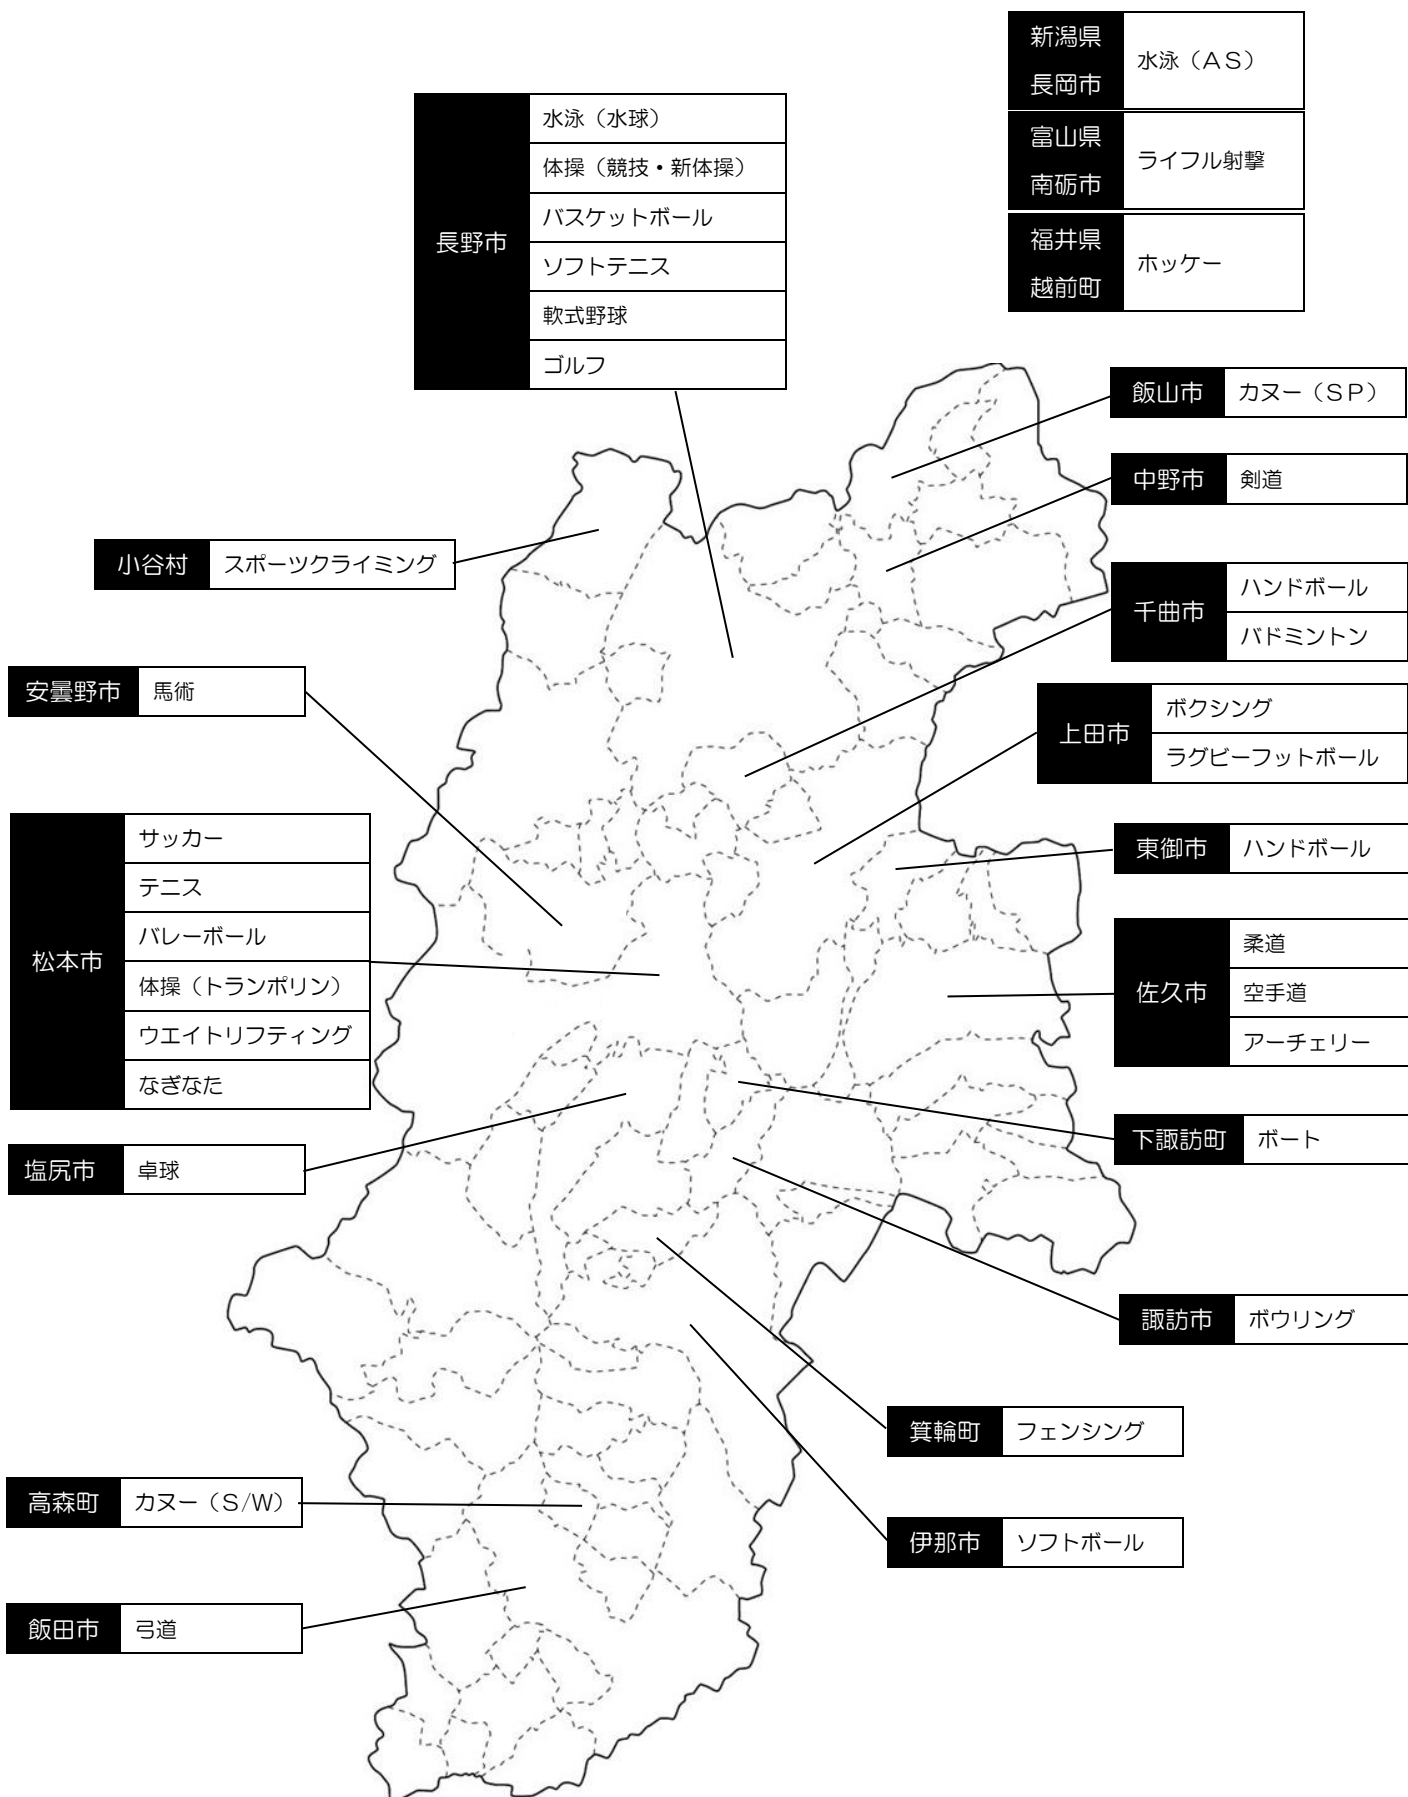 新潟県
長岡市
水泳（ＡＳ）
富山県
南砺市
ライフル射撃
福井県
越前町
ホッケー
長野市
水泳（水球）
体操（競技・新体操）
バスケットボール
ソフトテニス
軟式野球
ゴルフ
飯山市
カヌー（ＳＰ）
中野市
剣道
小谷村
スポーツクライミング
千曲市
ハンドボール
バドミントン
安曇野市
馬術
上田市
ボクシング
ラグビーフットボール
松本市
サッカー
テニス
バレーボール
体操（トランポリン）
ウエイトリフティング
なぎなた
東御市
ハンドボール
佐久市
柔道
空手道
アーチェリー
下諏訪町
ボート
塩尻市
卓球
諏訪市
ボウリング
箕輪町
フェンシング
高森町
カヌー（Ｓ/Ｗ）
伊那市
ソフトボール
飯田市
弓道